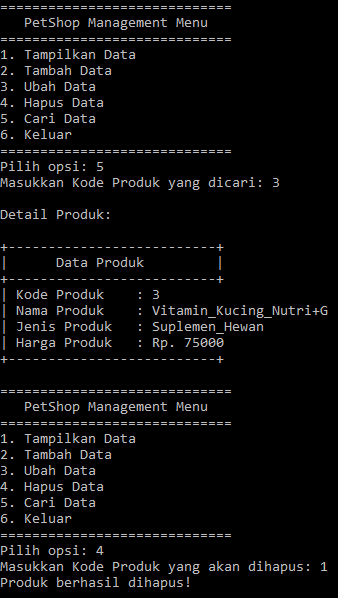 =============================
   PetShop Management Menu
=============================
1. Tampilkan Data
2. Tambah Data
3. Ubah Data
4. Hapus Data
5. Cari Data
6. Keluar
=============================
Pilih opsi: 5
Masukkan Kode Produk yang dicari: 3

Detail Produk:

+--------------------------+
|      Data Produk         |
+--------------------------+
| Kode Produk    : 3
| Nama Produk    : Vitamin_Kucing_Nutri+G
| Jenis Produk   : Suplemen_Hewan
| Harga Produk   : Rp. 75000
+--------------------------+

=============================
   PetShop Management Menu
=============================
1. Tampilkan Data
2. Tambah Data
3. Ubah Data
4. Hapus Data
5. Cari Data
6. Keluar
=============================
Pilih opsi: 4
Masukkan Kode Produk yang akan dihapus: 1
Produk berhasil dihapus!